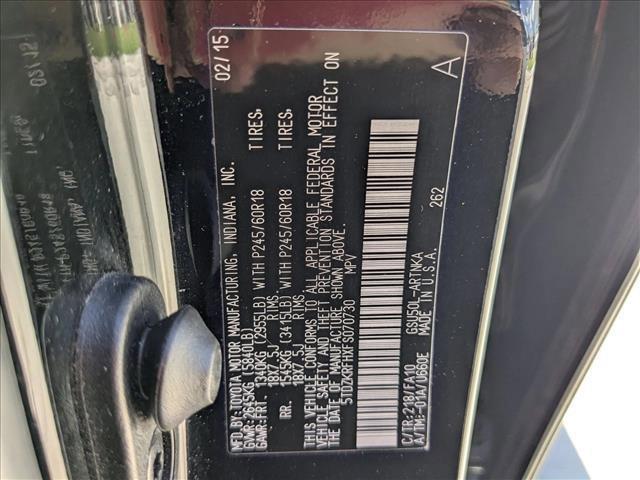 MFD. BY: TOYOTA MOTOR MANUFACTURING, INDIANA, INC. 02/15
GVWR: 2645KG (5840LB)
GAWR: FRT. 1340KG (2955LB) WITH P245/60R18 TIRES,
18X7.5J RIMS,
RR. 1545KG (3415LB) WITH P245/60R18 TIRES,
18X7.5J RIMS
THIS VEHICLE CONFORMS TO ALL APPLICABLE FEDERAL MOTOR
VEHICLE SAFETY AND THEFT PREVENTION STANDARDS IN EFFECT ON
THE DATE OF MANUFACTURE SHOWN ABOVE.
5TDZKRFHXFS070730 MPV A
262
C/TR:218/FA10 GSU50L-ARTNKA
A/TM:-01A/U660E MADE IN U.S.A.